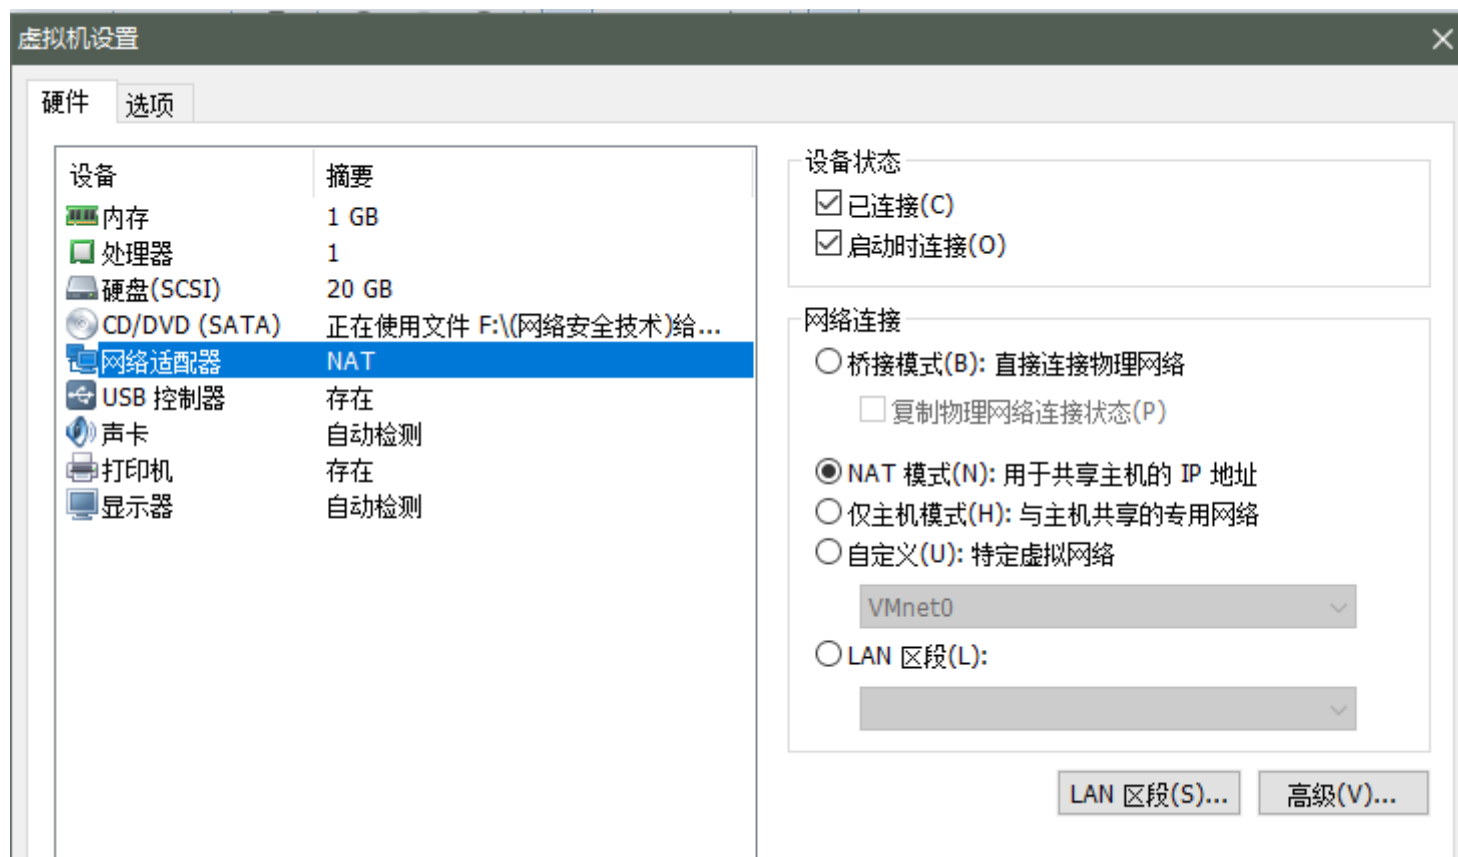 虚拟机设置
硬件 选项
设备 摘要
内存 1 GB
处理器 1
硬盘(SCSI) 20 GB
CD/DVD (SATA) 正在使用文件 F:\(网络安全技术)给...
网络适配器 NAT
USB 控制器 存在
声卡 自动检测
打印机 存在
显示器 自动检测
设备状态
已连接(C)
启动时连接(O)
网络连接
桥接模式(B): 直接连接物理网络
复制物理网络连接状态(P)
NAT 模式(N): 用于共享主机的 IP 地址
仅主机模式(H): 与主机共享的专用网络
自定义(U): 特定虚拟网络
VMnet0
LAN 区段(L):
LAN 区段(S)... 高级(V)...